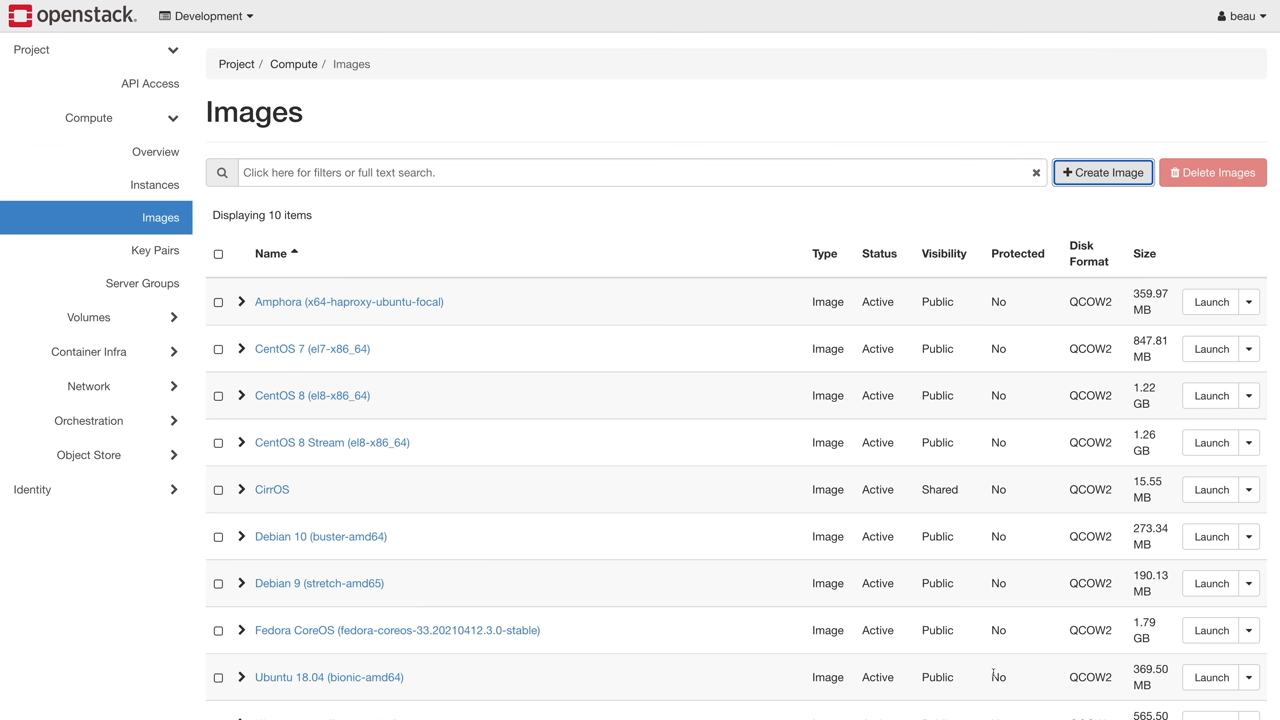 openstack.
Development
beau
Project
API Access
Compute
Overview
Instances
Images
Key Pairs
Server Groups
Volumes
Container Infra
Network
Orchestration
Object Store
Identity
Project / Compute / Images
Images
Click here for filters or full text search.
Create Image
Delete Images
Displaying 10 items
Name Type Status Visibility Protected Disk Format Size
Amphora (x64-haproxy-ubuntu-focal) Image Active Public No QCOW2 359.97 MB Launch
CentOS 7 (el7-x86_64) Image Active Public No QCOW2 847.81 MB Launch
CentOS 8 (el8-x86_64) Image Active Public No QCOW2 1.22 GB Launch
CentOS 8 Stream (el8-x86_64) Image Active Public No QCOW2 1.26 GB Launch
CirrOS Image Active Shared No QCOW2 15.55 MB Launch
Debian 10 (buster-amd64) Image Active Public No QCOW2 273.34 MB Launch
Debian 9 (stretch-amd65) Image Active Public No QCOW2 190.13 MB Launch
Fedora CoreOS (fedora-coreos-33.20210412.3.0-stable) Image Active Public No QCOW2 1.79 GB Launch
Ubuntu 18.04 (bionic-amd64) Image Active Public No QCOW2 369.50 MB Launch
565.50